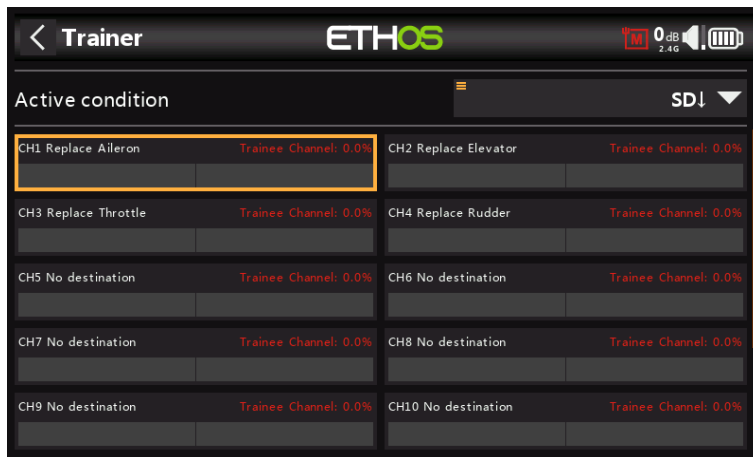 Trainer ETHOS M 0 dB 2.4G
Active condition SD↓
CH1 Replace Aileron Trainee Channel: 0.0% CH2 Replace Elevator Trainee Channel: 0.0%
CH3 Replace Throttle Trainee Channel: 0.0% CH4 Replace Rudder Trainee Channel: 0.0%
CH5 No destination Trainee Channel: 0.0% CH6 No destination Trainee Channel: 0.0%
CH7 No destination Trainee Channel: 0.0% CH8 No destination Trainee Channel: 0.0%
CH9 No destination Trainee Channel: 0.0% CH10 No destination Trainee Channel: 0.0%